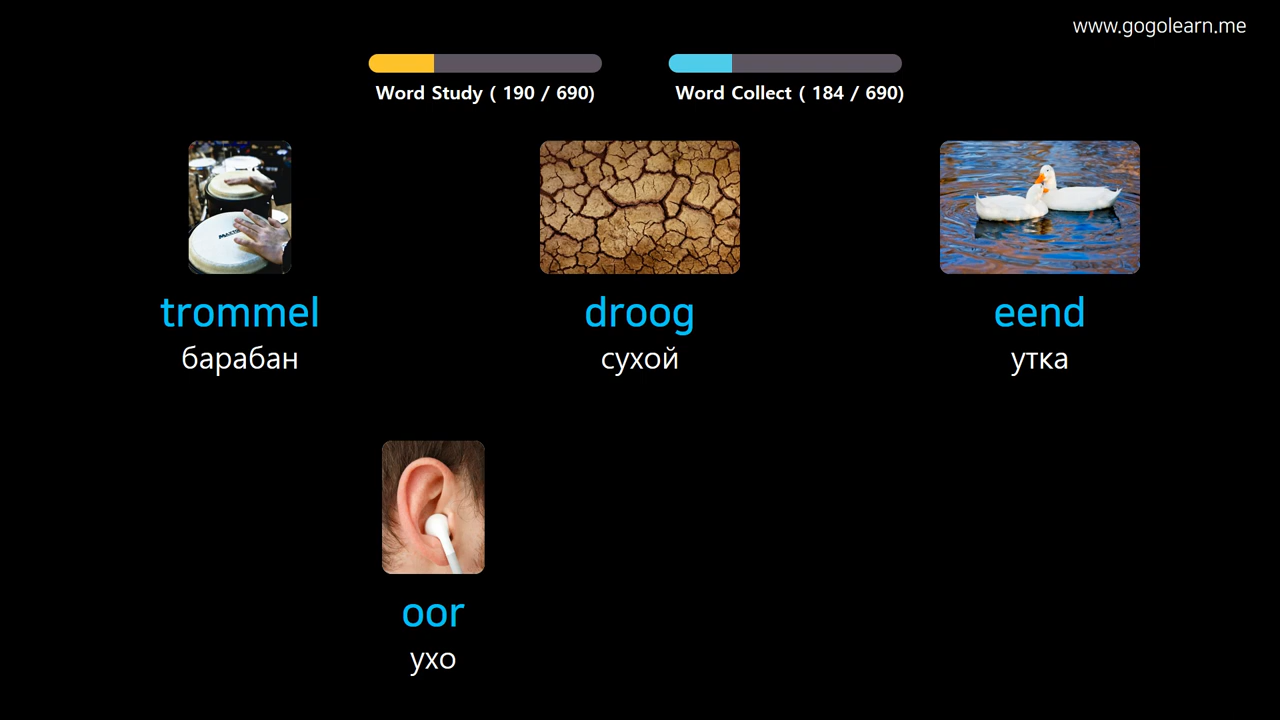 www.gogolearn.me
Word Study ( 190 / 690)
Word Collect ( 184 / 690)
trommel
барабан
droog
сухой
eend
утка
oor
ухо